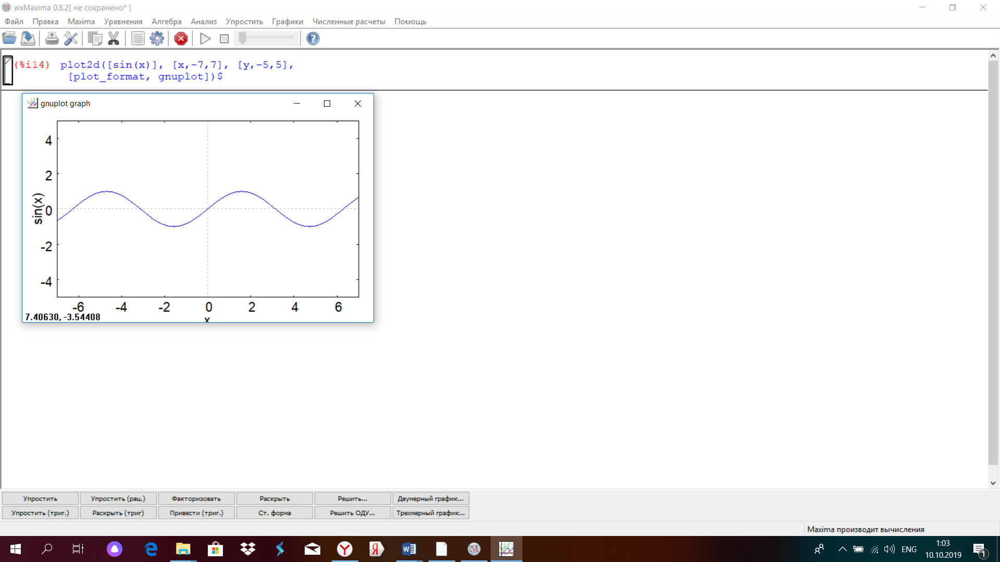 wxMaxima 0.8.2[ не сохранено* ]
Файл Правка Maxima Уравнения Алгебра Анализ Упростить Графики Численные расчеты Помощь
(%i14) plot2d([sin(x)], [x,-7,7], [y,-5,5],
[plot_format, gnuplot])$
gnuplot graph
4
2
0
-2
-4
sin(x)
-6 -4 -2 0 2 4 6
x
7.40630, -3.54408
Упростить Упростить (рац.) Факторизовать Раскрыть Решить... Двумерный график...
Упростить (триг.) Раскрыть (триг) Привести (триг.) Ст. форма Решить ОДУ... Трехмерный график...
Maxima производит вычисления
ENG
1:03
10.10.2019
1